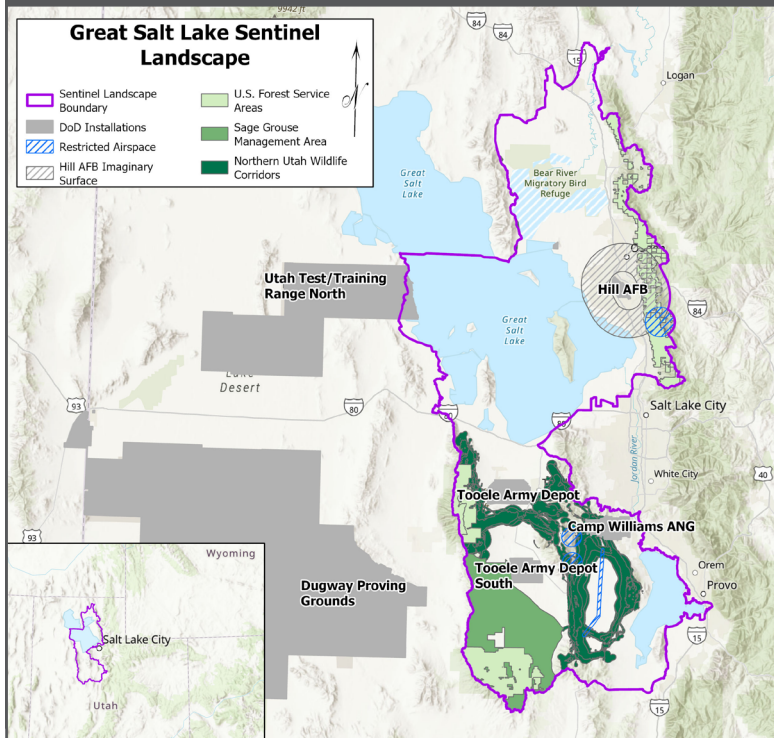 9942 ft
Great Salt Lake Sentinel
Landscape
Sentinel Landscape
Boundary
DoD Installations
Restricted Airspace
Hill AFB Imaginary
Surface
U.S. Forest Service
Areas
Sage Grouse
Management Area
Northern Utah Wildlife
Corridors
84
84
15
Logan
Great
Salt
Lake
Bear River
Migratory Bird
Refuge
Utah Test/Training
Range North
Hill AFB
84
Great
Salt
Lake
Lake
Desert
93
80
80
80
Salt Lake City
Jordan River
White City
40
Tooele Army Depot
Camp Williams ANG
93
Tooele Army Depot
South
Orem
Provo
Dugway Proving
Grounds
15
15
Wyoming
Salt Lake City
Utah